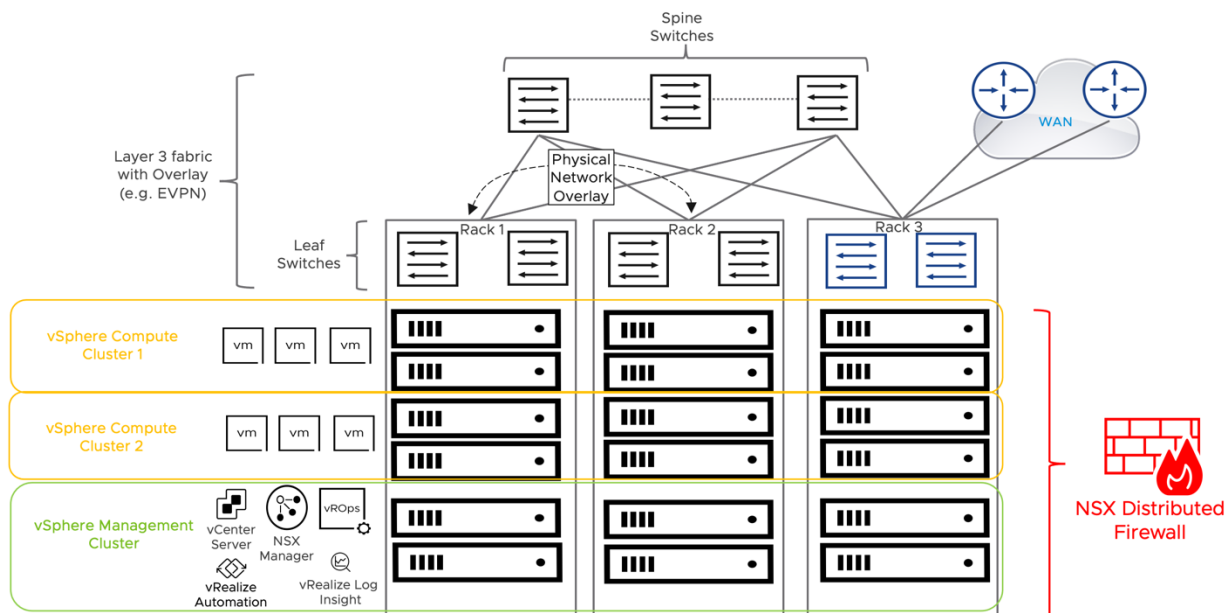 Spine
Switches
WAN
Layer 3 fabric
with Overlay
(e.g. EVPN)
Physical
Network
Overlay
Leaf
Switches
Rack 1
Rack 2
Rack 3
vSphere Compute
Cluster 1
vm
vm
vm
vSphere Compute
Cluster 2
vm
vm
vm
vSphere Management
Cluster
vCenter
Server
NSX
Manager
vROps
vRealize
Automation
vRealize Log
Insight
NSX Distributed
Firewall